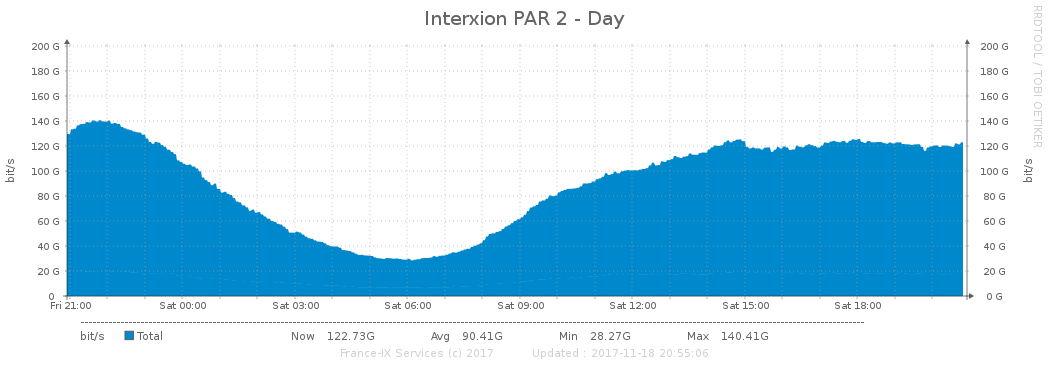 Interxion PAR 2 - Day
RRDTOOL / TOBI OETIKER
bit/s
200 G 200 G
180 G 180 G
160 G 160 G
140 G 140 G
120 G 120 G
100 G 100 G
80 G 80 G
60 G 60 G
40 G 40 G
20 G 20 G
0 0 G
bit/s
Fri 21:00 Sat 00:00 Sat 03:00 Sat 06:00 Sat 09:00 Sat 12:00 Sat 15:00 Sat 18:00
bit/s Total Now 122.73G Avg 90.41G Min 28.27G Max 140.41G
France-IX Services (c) 2017 Updated : 2017-11-18 20:55:06